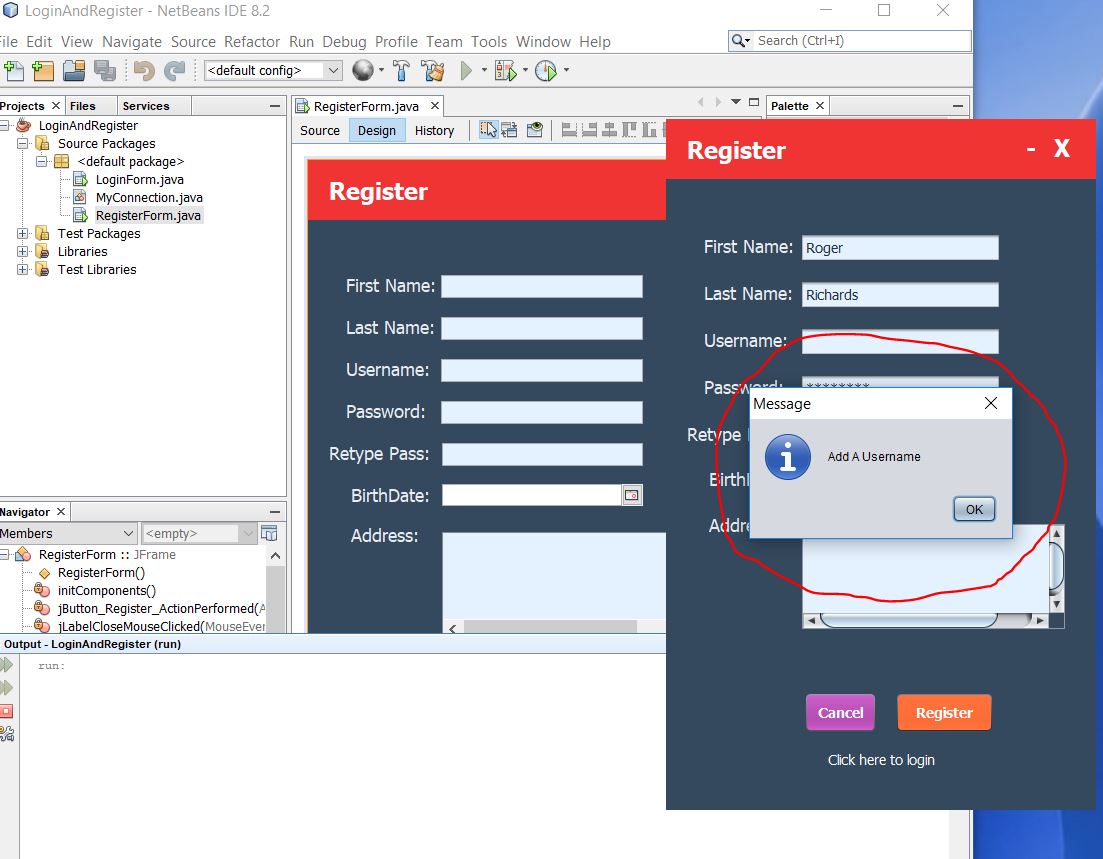 LoginAndRegister - NetBeans IDE 8.2
File Edit View Navigate Source Refactor Run Debug Profile Team Tools Window Help
Search (Ctrl+I)
<default config>
Projects
Files
Services
LoginAndRegister
Source Packages
<default package>
LoginForm.java
MyConnection.java
RegisterForm.java
Test Packages
Libraries
Test Libraries
Navigator
Members
<empty>
RegisterForm :: JFrame
RegisterForm()
initComponents()
jButton_Register_ActionPerformed(A
jLabelCloseMouseClicked(MouseEver
RegisterForm.java
Source Design History
Register
First Name:
Last Name:
Username:
Password:
Retype Pass:
BirthDate:
Address:
Palette
Register
- X
First Name: Roger
Last Name: Richards
Username:
Password: ********
Retype
Birth
Addre
Message
Add A Username
OK
Cancel
Register
Click here to login
Output - LoginAndRegister (run)
run: